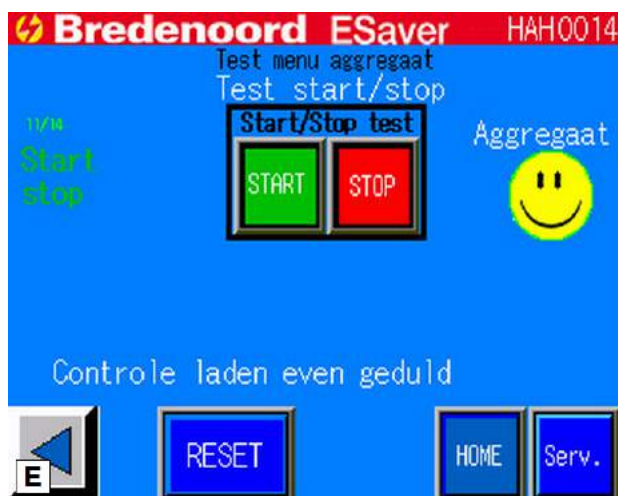 Bredenoord ESaver HAH0014
Test menu aggregaat
Test start/stop
11/14
Start
stop
Start/Stop test
START STOP
Aggregaat
Controle laden even geduld
E
RESET
HOME
Serv.